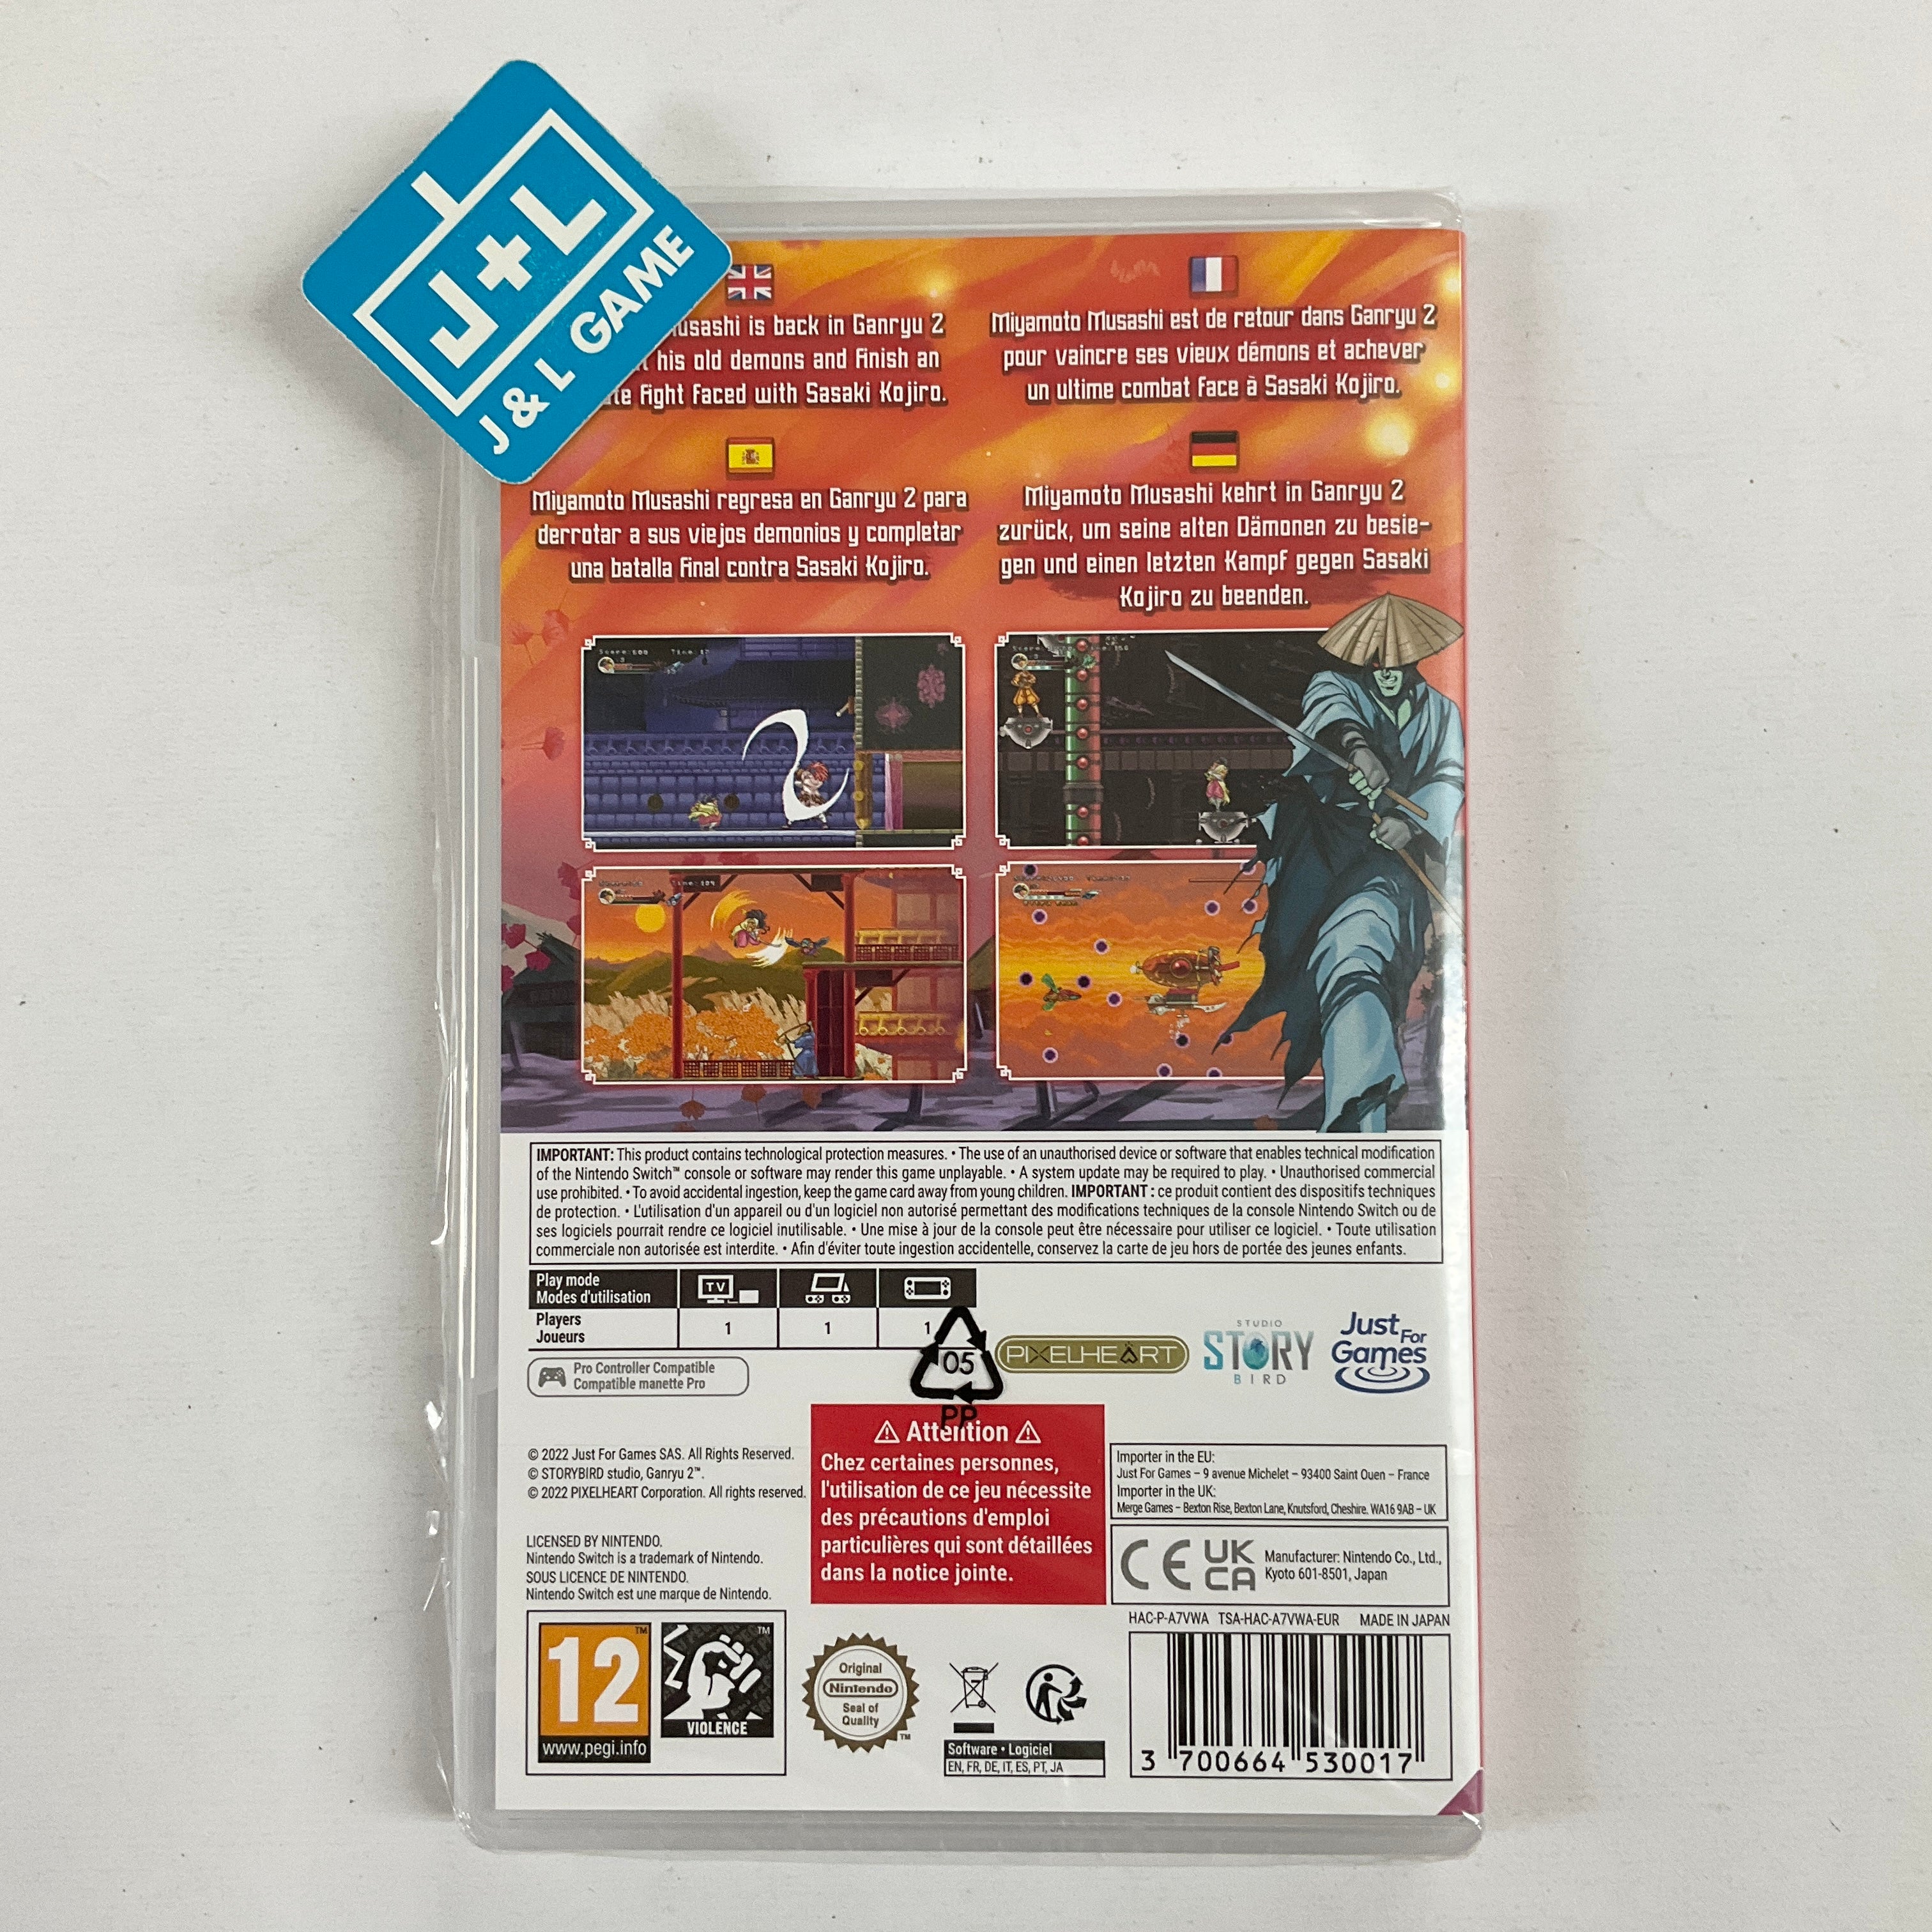 J+L
J & L GAME
is back in Ganryu 2
his old demons and finish an
fight faced with Sasaki Kojiro.
Miyamoto Musashi est de retour dans Ganryu 2
pour vaincre ses vieux démons et achever
un ultime combat face à Sasaki Kojiro.
Miyamoto Musashi regresa en Ganryu 2 para
derrotar a sus viejos demonios y completar
una batalla final contra Sasaki Kojiro.
Miyamoto Musashi kehrt in Ganryu 2
zurück, um seine alten Dämonen zu besie-
gen und einen letzten Kampf gegen Sasaki
Kojiro zu beenden.
IMPORTANT: This product contains technological protection measures. • The use of an unauthorised device or software that enables technical modification
of the Nintendo Switch™ console or software may render this game unplayable. • A system update may be required to play. • Unauthorised commercial
use prohibited. • To avoid accidental ingestion, keep the game card away from young children. IMPORTANT : ce produit contient des dispositifs techniques
de protection. • L'utilisation d'un appareil ou d'un logiciel non autorisé permettant des modifications techniques de la console Nintendo Switch ou de
ses logiciels pourrait rendre ce logiciel inutilisable. • Une mise à jour de la console peut être nécessaire pour utiliser ce logiciel. • Toute utilisation
commerciale non autorisée est interdite. • Afin d'éviter toute ingestion accidentelle, conservez la carte de jeu hors de portée des jeunes enfants.
Play mode
Modes d'utilisation
TV
Players
Joueurs
1 1 1
Pro Controller Compatible
Compatible manette Pro
05
PP
PIXELHEART
STUDIO
STORY
BIRD
Just
For
Games
© 2022 Just For Games SAS. All Rights Reserved.
© STORYBIRD studio, Ganryu 2™.
© 2022 PIXELHEART Corporation. All rights reserved.
LICENSED BY NINTENDO.
Nintendo Switch is a trademark of Nintendo.
SOUS LICENCE DE NINTENDO.
Nintendo Switch est une marque de Nintendo.
⚠ Attention ⚠
Chez certaines personnes,
l'utilisation de ce jeu nécessite
des précautions d'emploi
particulières qui sont détaillées
dans la notice jointe.
Importer in the EU:
Just For Games – 9 avenue Michelet – 93400 Saint Ouen – France
Importer in the UK:
Merge Games – Bexton Rise, Bexton Lane, Knutsford, Cheshire. WA16 9AB – UK
CE UK
CA
Manufacturer: Nintendo Co., Ltd.,
Kyoto 601-8501, Japan
HAC-P-A7VWA TSA-HAC-A7VWA-EUR MADE IN JAPAN
12
www.pegi.info
VIOLENCE
Original
Nintendo
Seal of
Quality
Software • Logiciel
EN, FR, DE, IT, ES, PT, JA
3 700664 530017